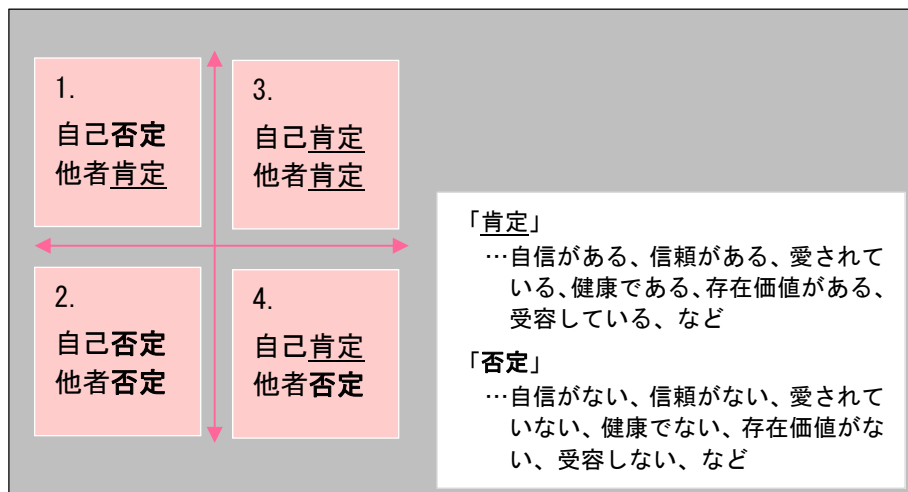 1.
自己否定
他者肯定
3.
自己肯定
他者肯定
2.
自己否定
他者否定
4.
自己肯定
他者否定
「肯定」
…自信がある、信頼がある、愛されて
いる、健康である、存在価値がある、
受容している、など
「否定」
…自信がない、信頼がない、愛されて
いない、健康でない、存在価値がな
い、受容しない、など